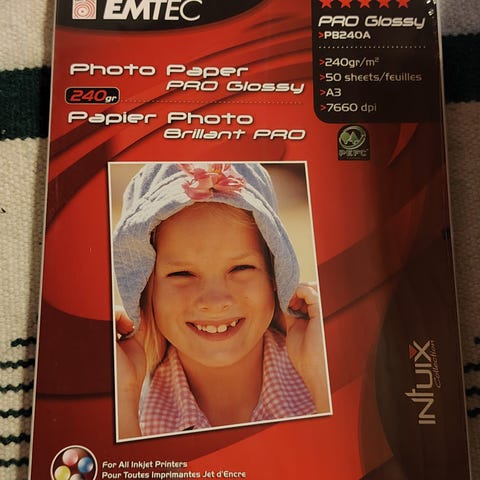 EMTEC
PRO Glossy
>PB240A
Photo Paper
PRO Glossy
240gr
Papier Photo
Brillant PRO
>240gr/m²
>50 sheets/feuilles
>A3
>7660 dpi
PEFC
INTUIX
Collection
For All Inkjet Printers
Pour Toutes Imprimantes Jet d'Encre